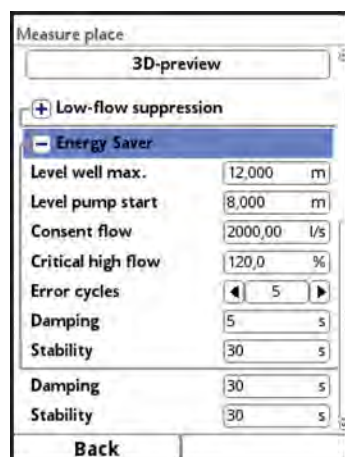 Measure place
3D-preview
+ Low-flow suppression
− Energy Saver
Level well max. 12,000 m
Level pump start 8,000 m
Consent flow 2000,00 l/s
Critical high flow 120,0 %
Error cycles 5
Damping 5 s
Stability 30 s
Damping 30 s
Stability 30 s
Back